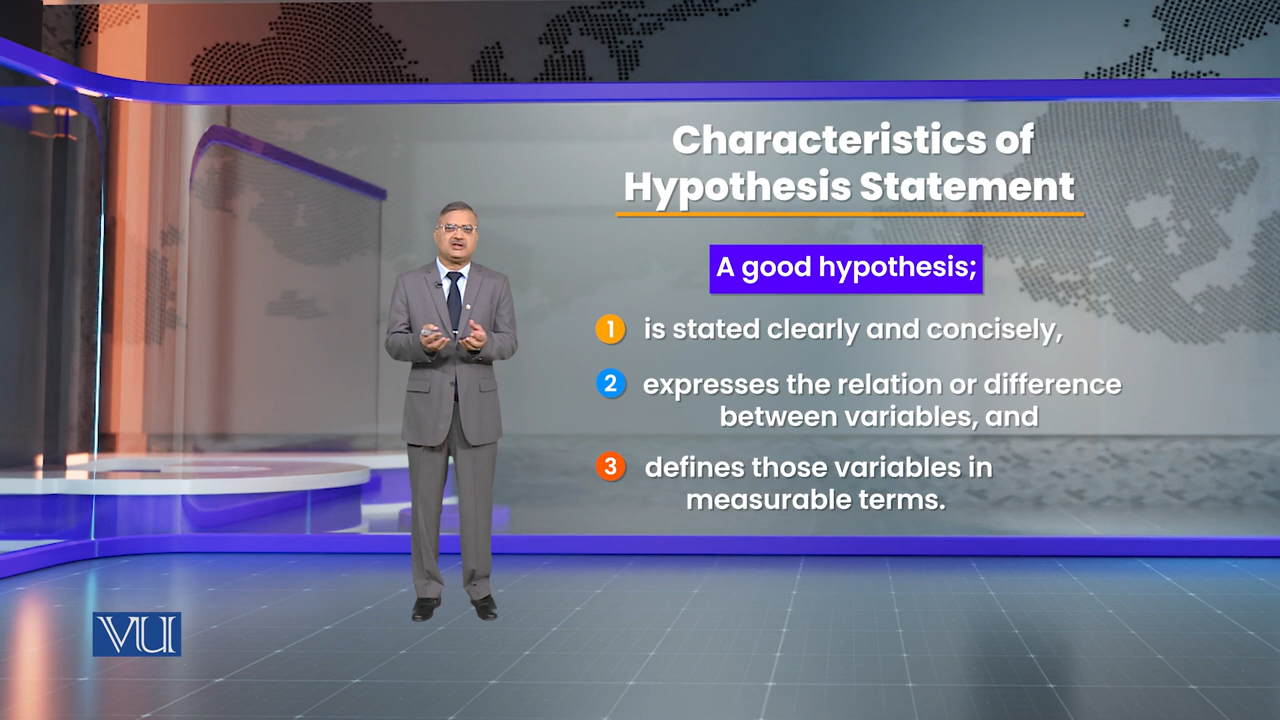 Characteristics of
Hypothesis Statement
A good hypothesis;
1 is stated clearly and concisely,
2 expresses the relation or difference
between variables, and
3 defines those variables in
measurable terms.
VU